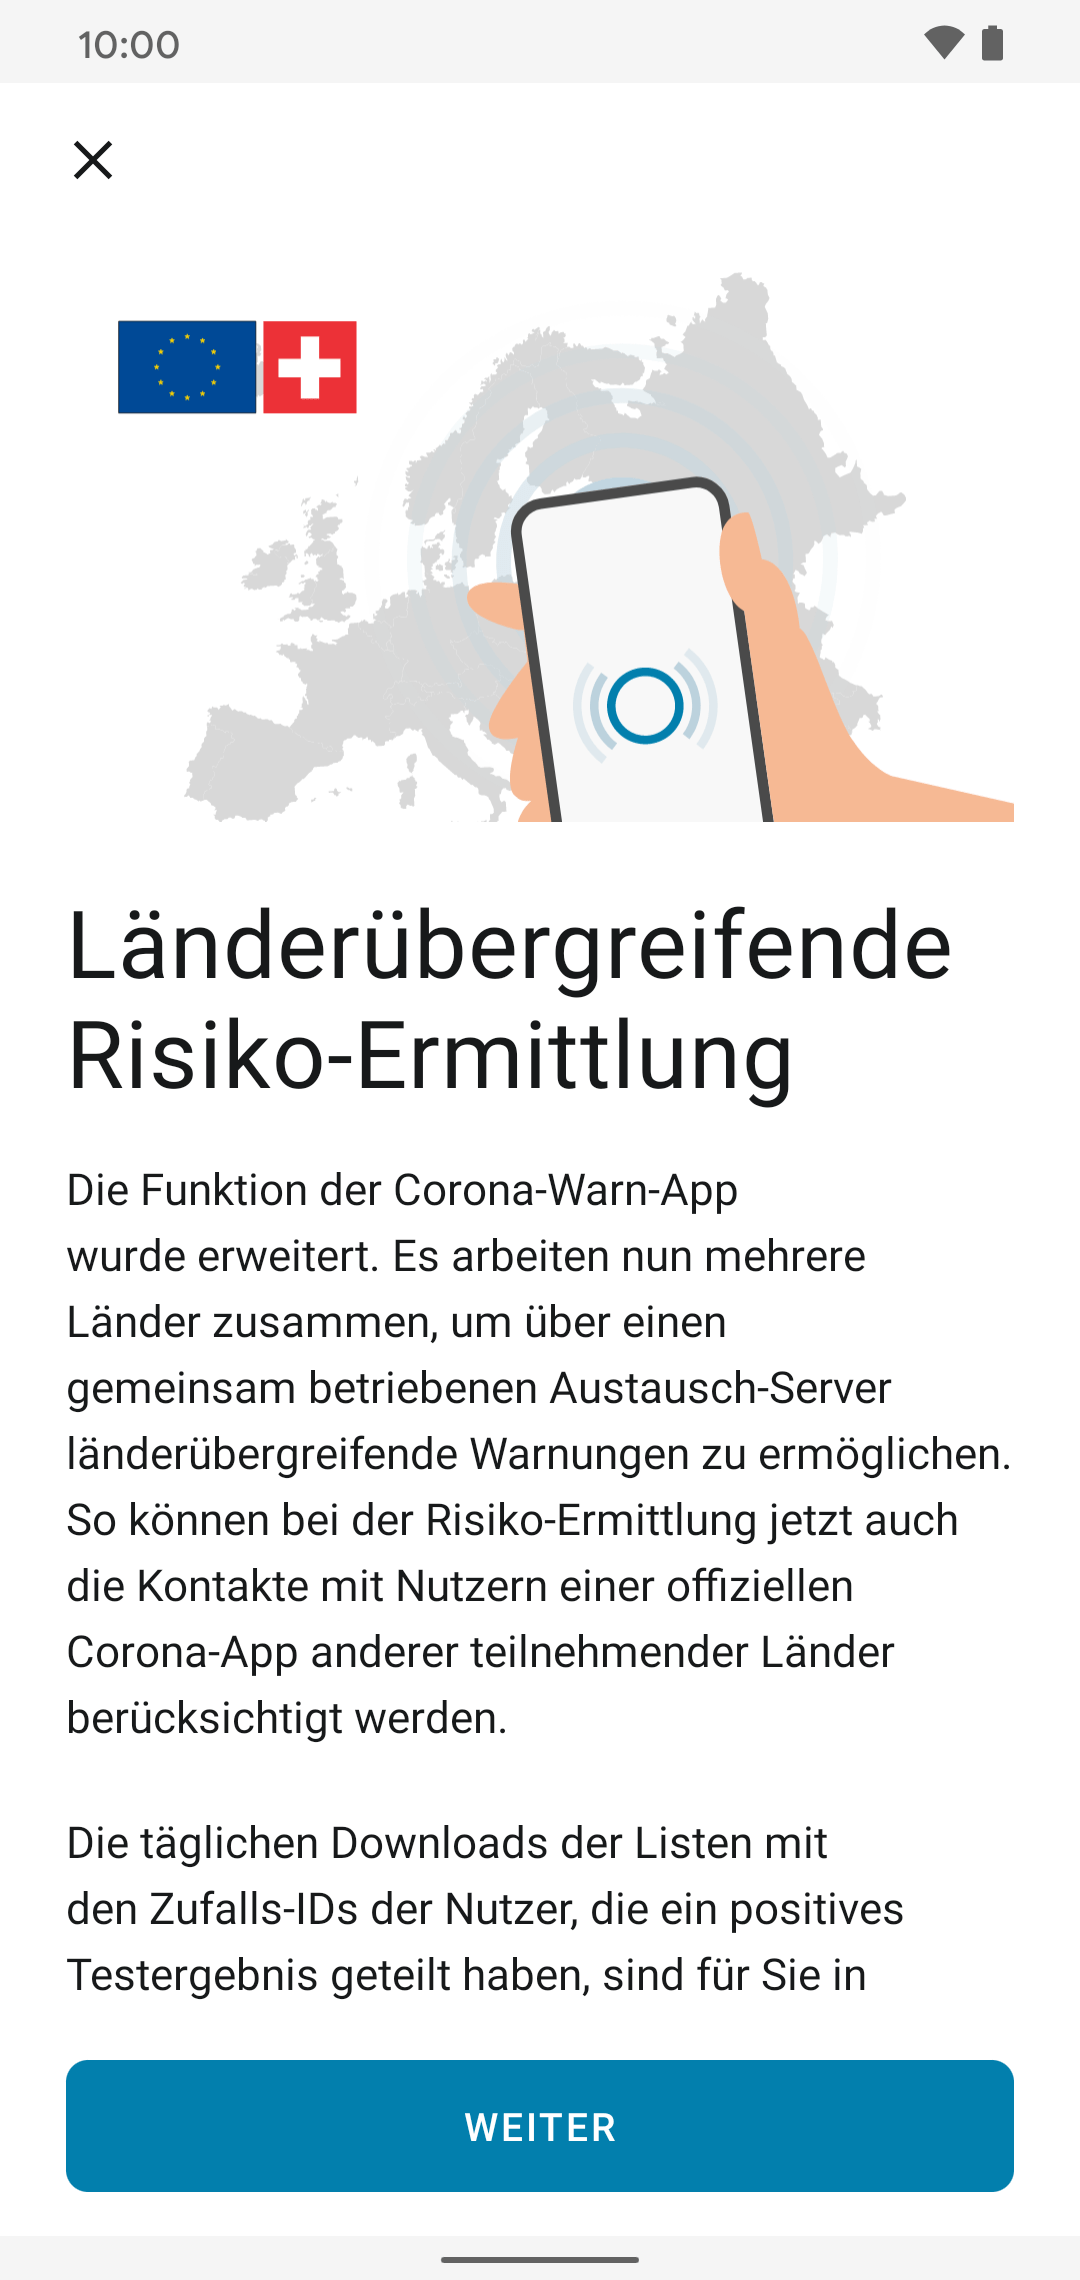 10:00
Länderübergreifende
Risiko-Ermittlung
Die Funktion der Corona-Warn-App
wurde erweitert. Es arbeiten nun mehrere
Länder zusammen, um über einen
gemeinsam betriebenen Austausch-Server
länderübergreifende Warnungen zu ermöglichen.
So können bei der Risiko-Ermittlung jetzt auch
die Kontakte mit Nutzern einer offiziellen
Corona-App anderer teilnehmender Länder
berücksichtigt werden.
Die täglichen Downloads der Listen mit
den Zufalls-IDs der Nutzer, die ein positives
Testergebnis geteilt haben, sind für Sie in
WEITER